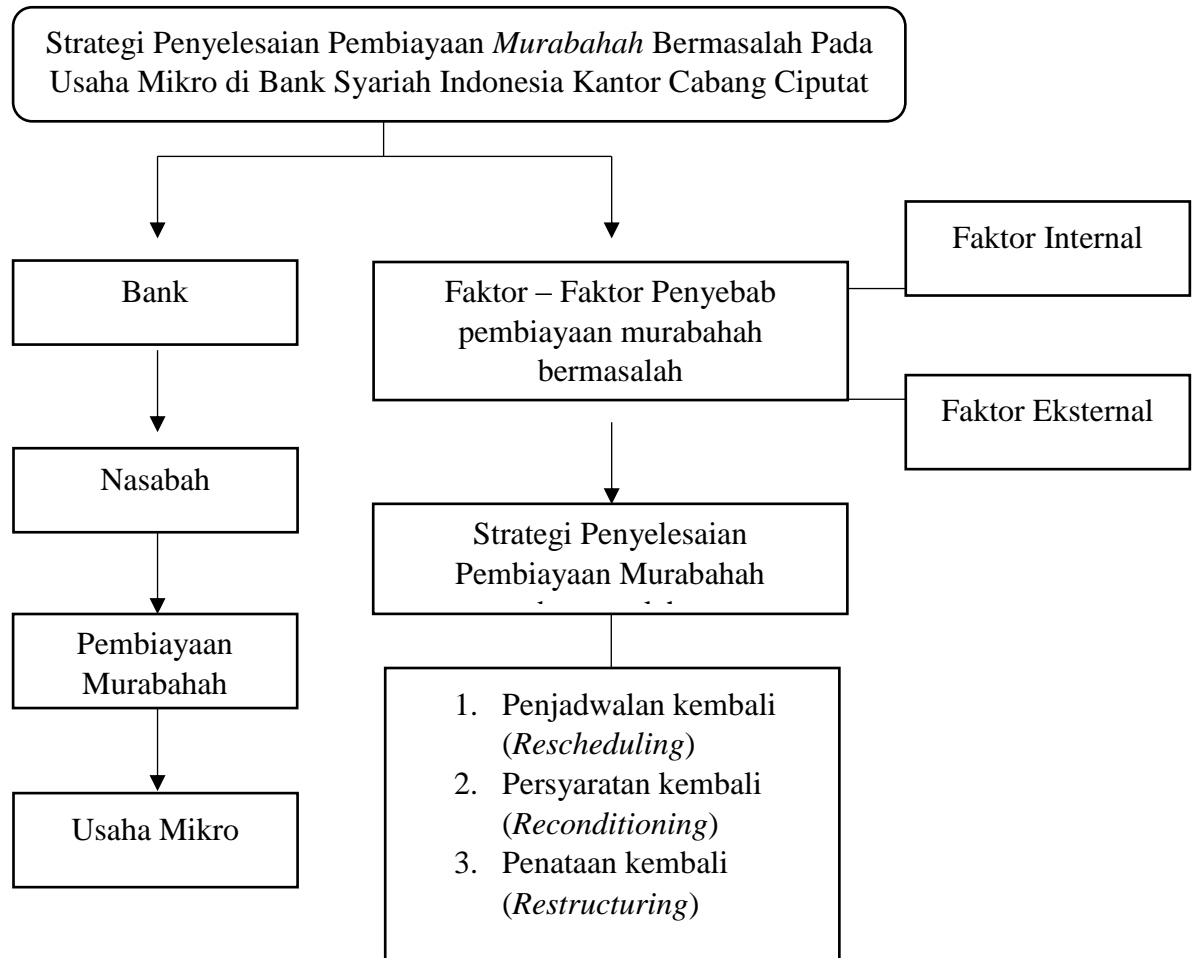 Strategi Penyelesaian Pembiayaan Murabahah Bermasalah Pada
Usaha Mikro di Bank Syariah Indonesia Kantor Cabang Ciputat
Faktor Internal
Bank
Faktor – Faktor Penyebab
pembiayaan murabahah
bermasalah
Faktor Eksternal
Nasabah
Strategi Penyelesaian
Pembiayaan Murabahah
Pembiayaan
Murabahah
Usaha Mikro
1. Penjadwalan kembali
(Rescheduling)
2. Persyaratan kembali
(Reconditioning)
3. Penataan kembali
(Restructuring)